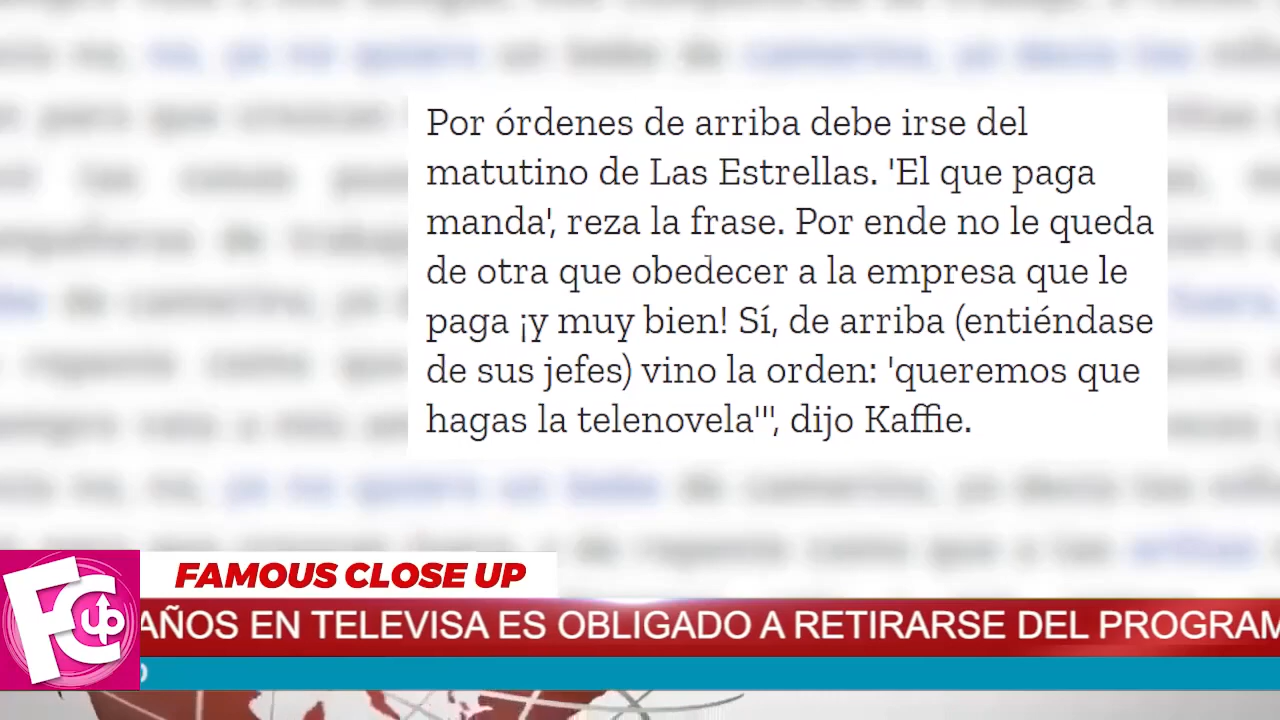 Por órdenes de arriba debe irse del
matutino de Las Estrellas. 'El que paga
manda', reza la frase. Por ende no le queda
de otra que obedecer a la empresa que le
paga ¡y muy bien! Sí, de arriba (entiéndase
de sus jefes) vino la orden: 'queremos que
hagas la telenovela''', dijo Kaffie.
FAMOUS CLOSE UP
FC up
AÑOS EN TELEVISA ES OBLIGADO A RETIRARSE DEL PROGRAM